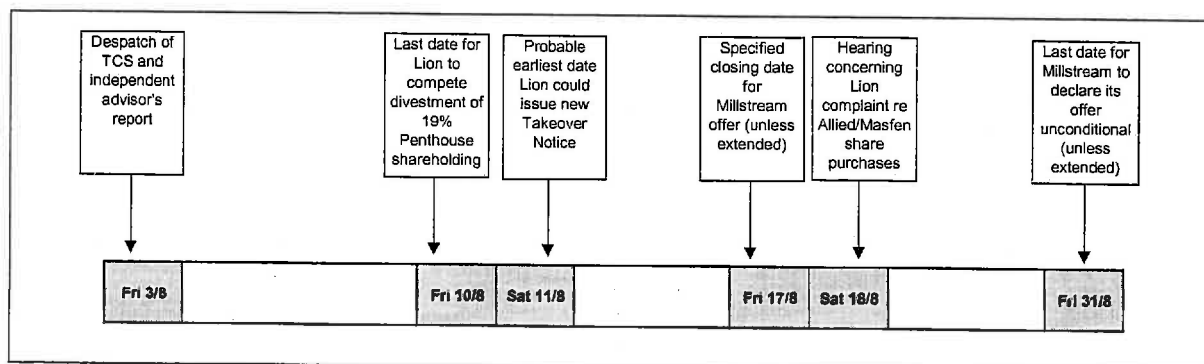 Despatch of
TCS and
independent
advisor's
report
Last date for
Lion to
compete
divestment of
19%
Penthouse
shareholding
Probable
earliest date
Lion could
issue new
Takeover
Notice
Specified
closing date
for
Millstream
offer (unless
extended)
Hearing
concerning
Lion
complaint re
Allied/Masfen
share
purchases
Last date for
Millstream to
declare its
offer
unconditional
(unless
extended)
Fri 3/8
Fri 10/8
Sat 11/8
Fri 17/8
Sat 18/8
Fri 31/8